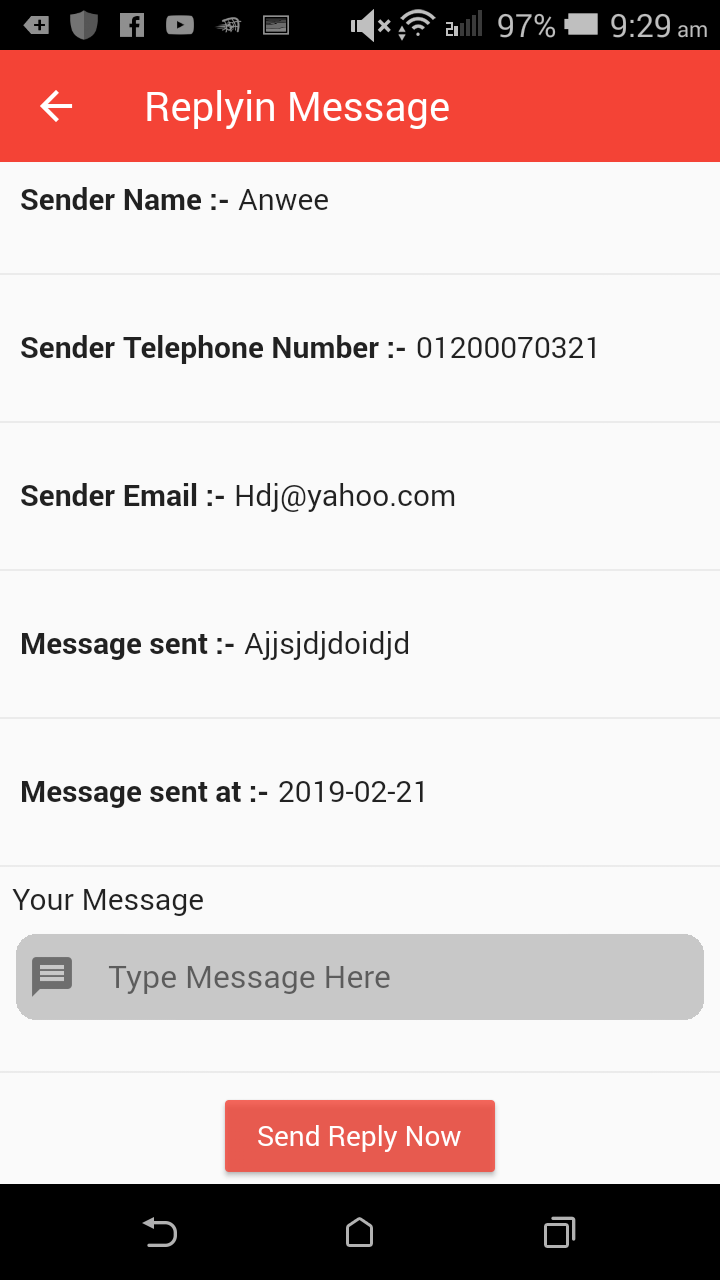 97% 9:29 am
Replyin Message
Sender Name :- Anwee
Sender Telephone Number :- 01200070321
Sender Email :- Hdj@yahoo.com
Message sent :- Ajjsjdjdoidjd
Message sent at :- 2019-02-21
Your Message
Type Message Here
Send Reply Now